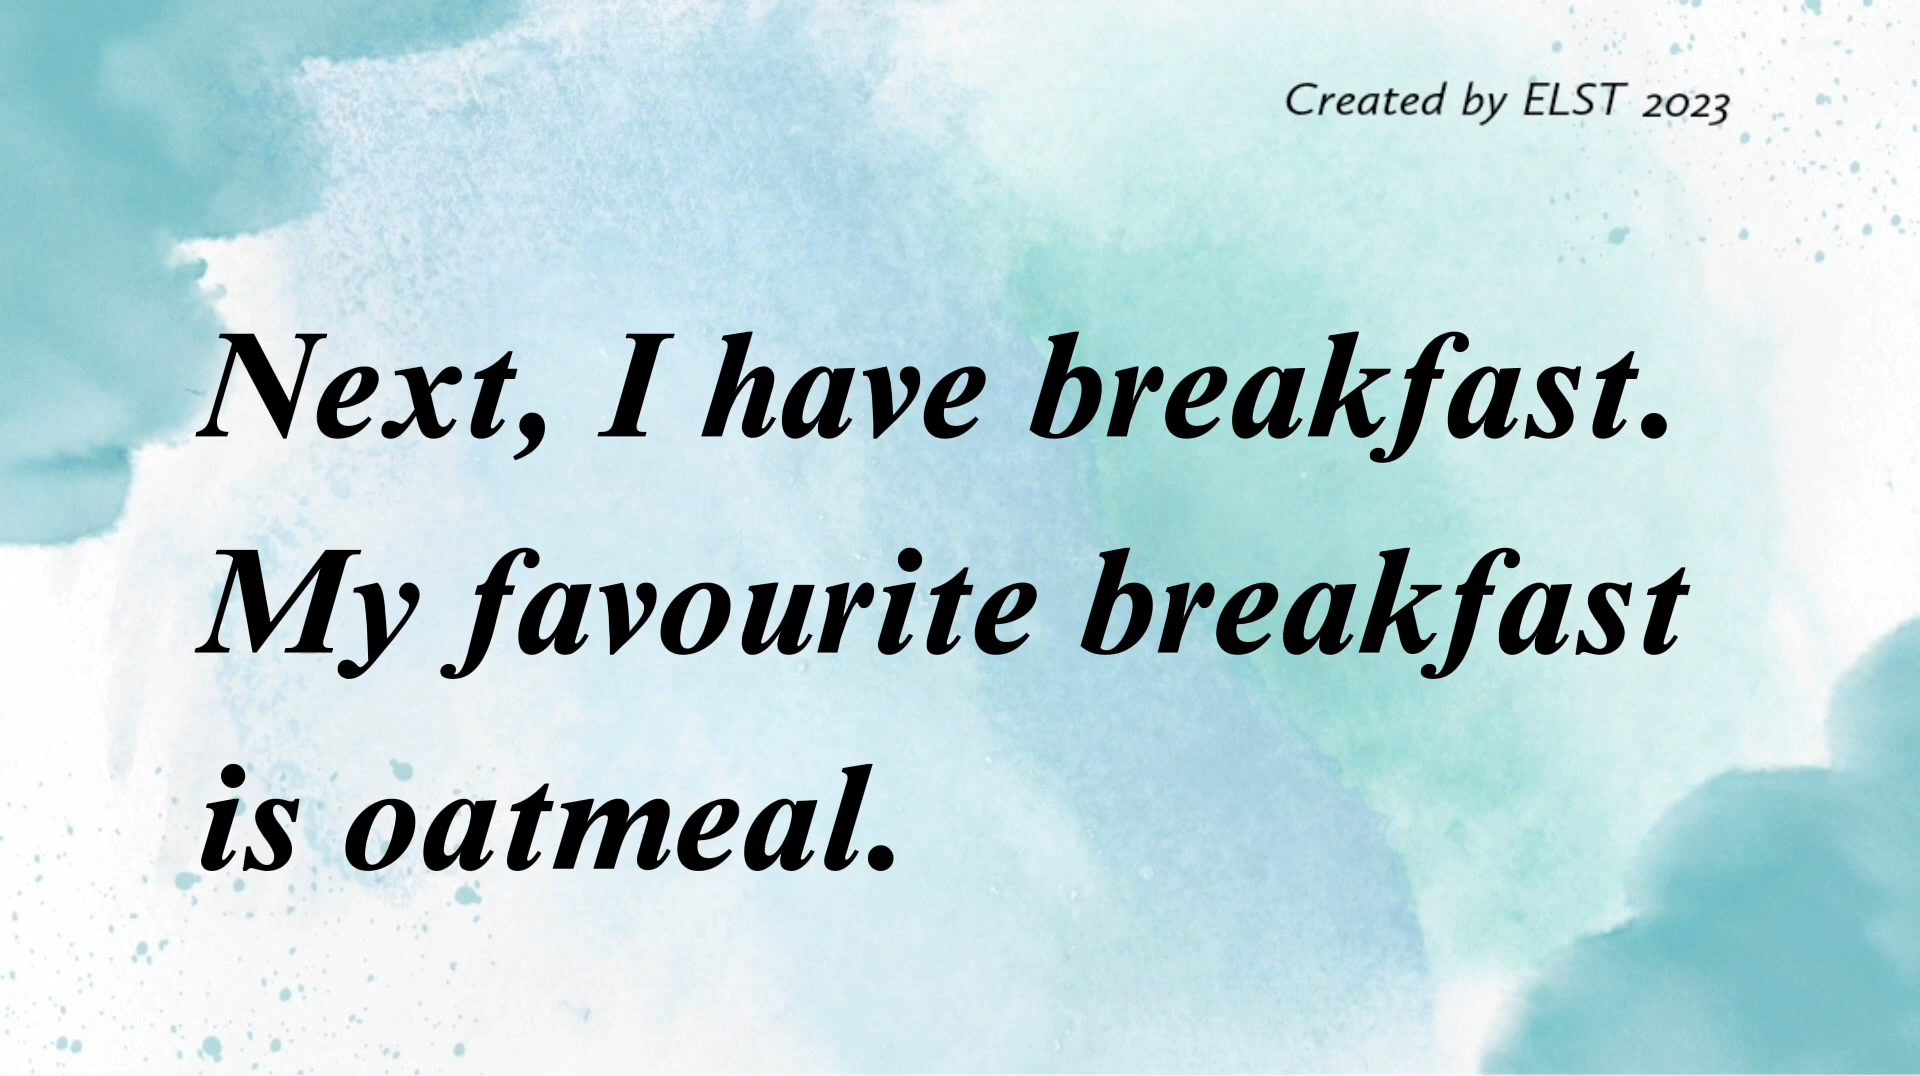 Created by ELST 2023
Next, I have breakfast.
My favourite breakfast
is oatmeal.